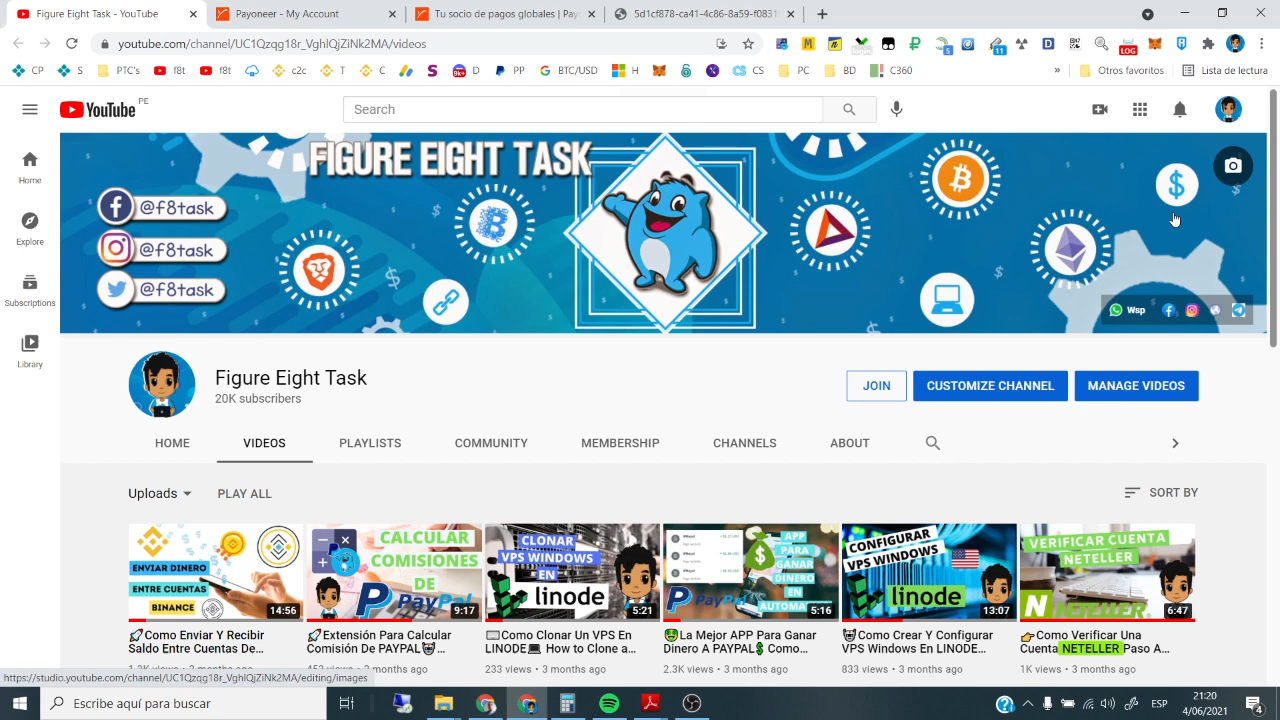 Figure Eight Task - YouTube
Payoneer - My Account
Tu socio de pagos globales | Pay
5d1cf878-ca41-4c86-8a59-f0831
youtube.com/channel/UC1Qzqg18r_VghlQjZiNk2MA/videos
login
5
11
LOG
CP
S
PTC's
f8t
f8t
c2c
T
C
S
9K+
D
PP
BTC/USD
H
CS
PC
BD
C360
»
Otros favoritos
Lista de lectura
YouTube PE
Search
Home
Explore
Subscriptions
Library
FIGURE EIGHT TASK
@f8task
@f8task
@f8task
Wsp
Figure Eight Task
20K subscribers
JOIN
CUSTOMIZE CHANNEL
MANAGE VIDEOS
HOME
VIDEOS
PLAYLISTS
COMMUNITY
MEMBERSHIP
CHANNELS
ABOUT
Uploads
PLAY ALL
SORT BY
ENVIAR DINERO
ENTRE CUENTAS
BINANCE
14:56
🚀Como Enviar Y Recibir
Saldo Entre Cuentas De...
CALCULAR
COMISIONES
DE
PayPal
9:17
🚀Extensión Para Calcular
Comisión De PAYPAL😈...
CLONAR
VPS WINDOWS
EN
linode
5:21
📖Como Clonar Un VPS En
LINODE💻 How to Clone a...
233 views • 3 months ago
APP
PARA
GANAR
DINERO
EN
AUTOMA
PayPal
5:16
🤑La Mejor APP Para Ganar
Dinero A PAYPAL💲 Como...
2.3K views • 3 months ago
CONFIGURAR
VPS WINDOWS
linode
13:07
😈Como Crear Y Configurar
VPS Windows En LINODE...
833 views • 3 months ago
VERIFICAR CUENTA
NETELLER
N NETELLER
6:47
👉Como Verificar Una
Cuenta NETELLER Paso A...
1K views • 3 months ago
https://studio.youtube.com/channel/UC1Qzqg18r_VghlQjZiNk2MA/editing/images
Escribe aquí para buscar
ESP
21:20
4/06/2021
4